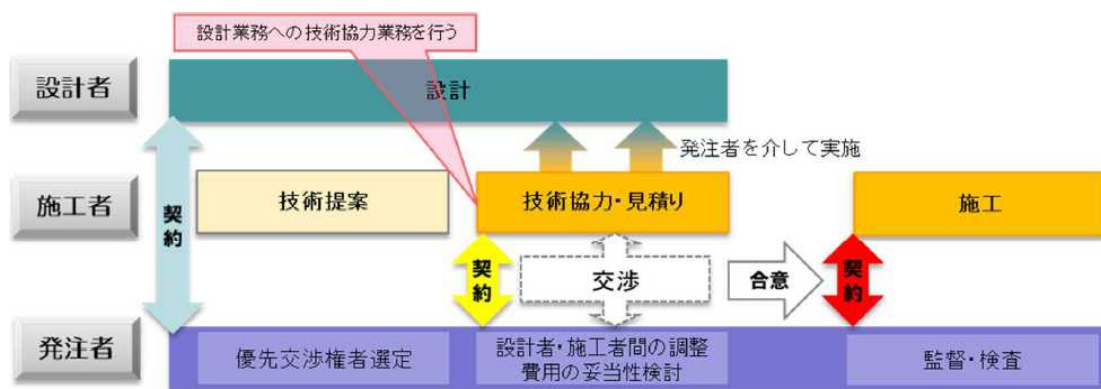 設計業務への技術協力業務を行う
設計者
設計
発注者を介して実施
施工者
技術提案
技術協力・見積り
施工
契約
契約
交渉
合意
契約
発注者
優先交渉権者選定
設計者・施工者間の調整
費用の妥当性検討
監督・検査